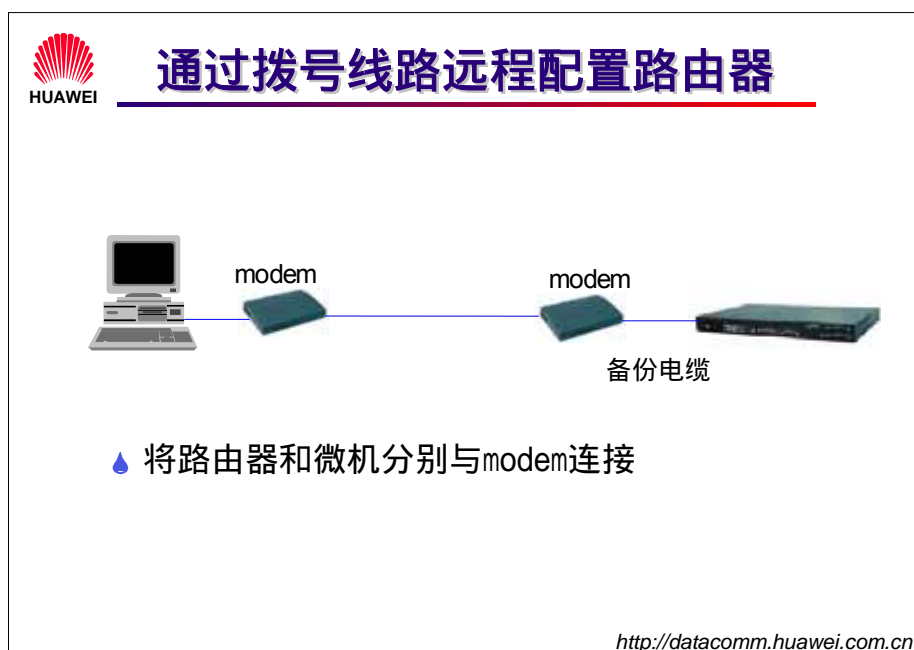 HUAWEI
通过拨号线路远程配置路由器
modem
modem
备份电缆
将路由器和微机分别与modem连接
http://datacomm.huawei.com.cn